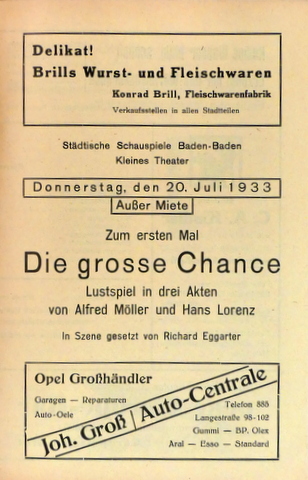 Delikat!
Brills Wurst- und Fleischwaren
Konrad Brill, Fleischwarenfabrik
Verkaufsstellen in allen Stadtteilen
Städtische Schauspiele Baden-Baden
Kleines Theater
Donnerstag, den 20. Juli 1933
Außer Miete
Zum ersten Mal
Die grosse Chance
Lustspiel in drei Akten
von Alfred Möller und Hans Lorenz
In Szene gesetzt von Richard Eggarter
Opel Großhändler
Garagen — Reparaturen
Auto-Oele
Joh. Groß | Auto-Centrale
Telefon 885
Langestraße 98-102
Gummi — BP. Olex
Aral — Esso — Standard